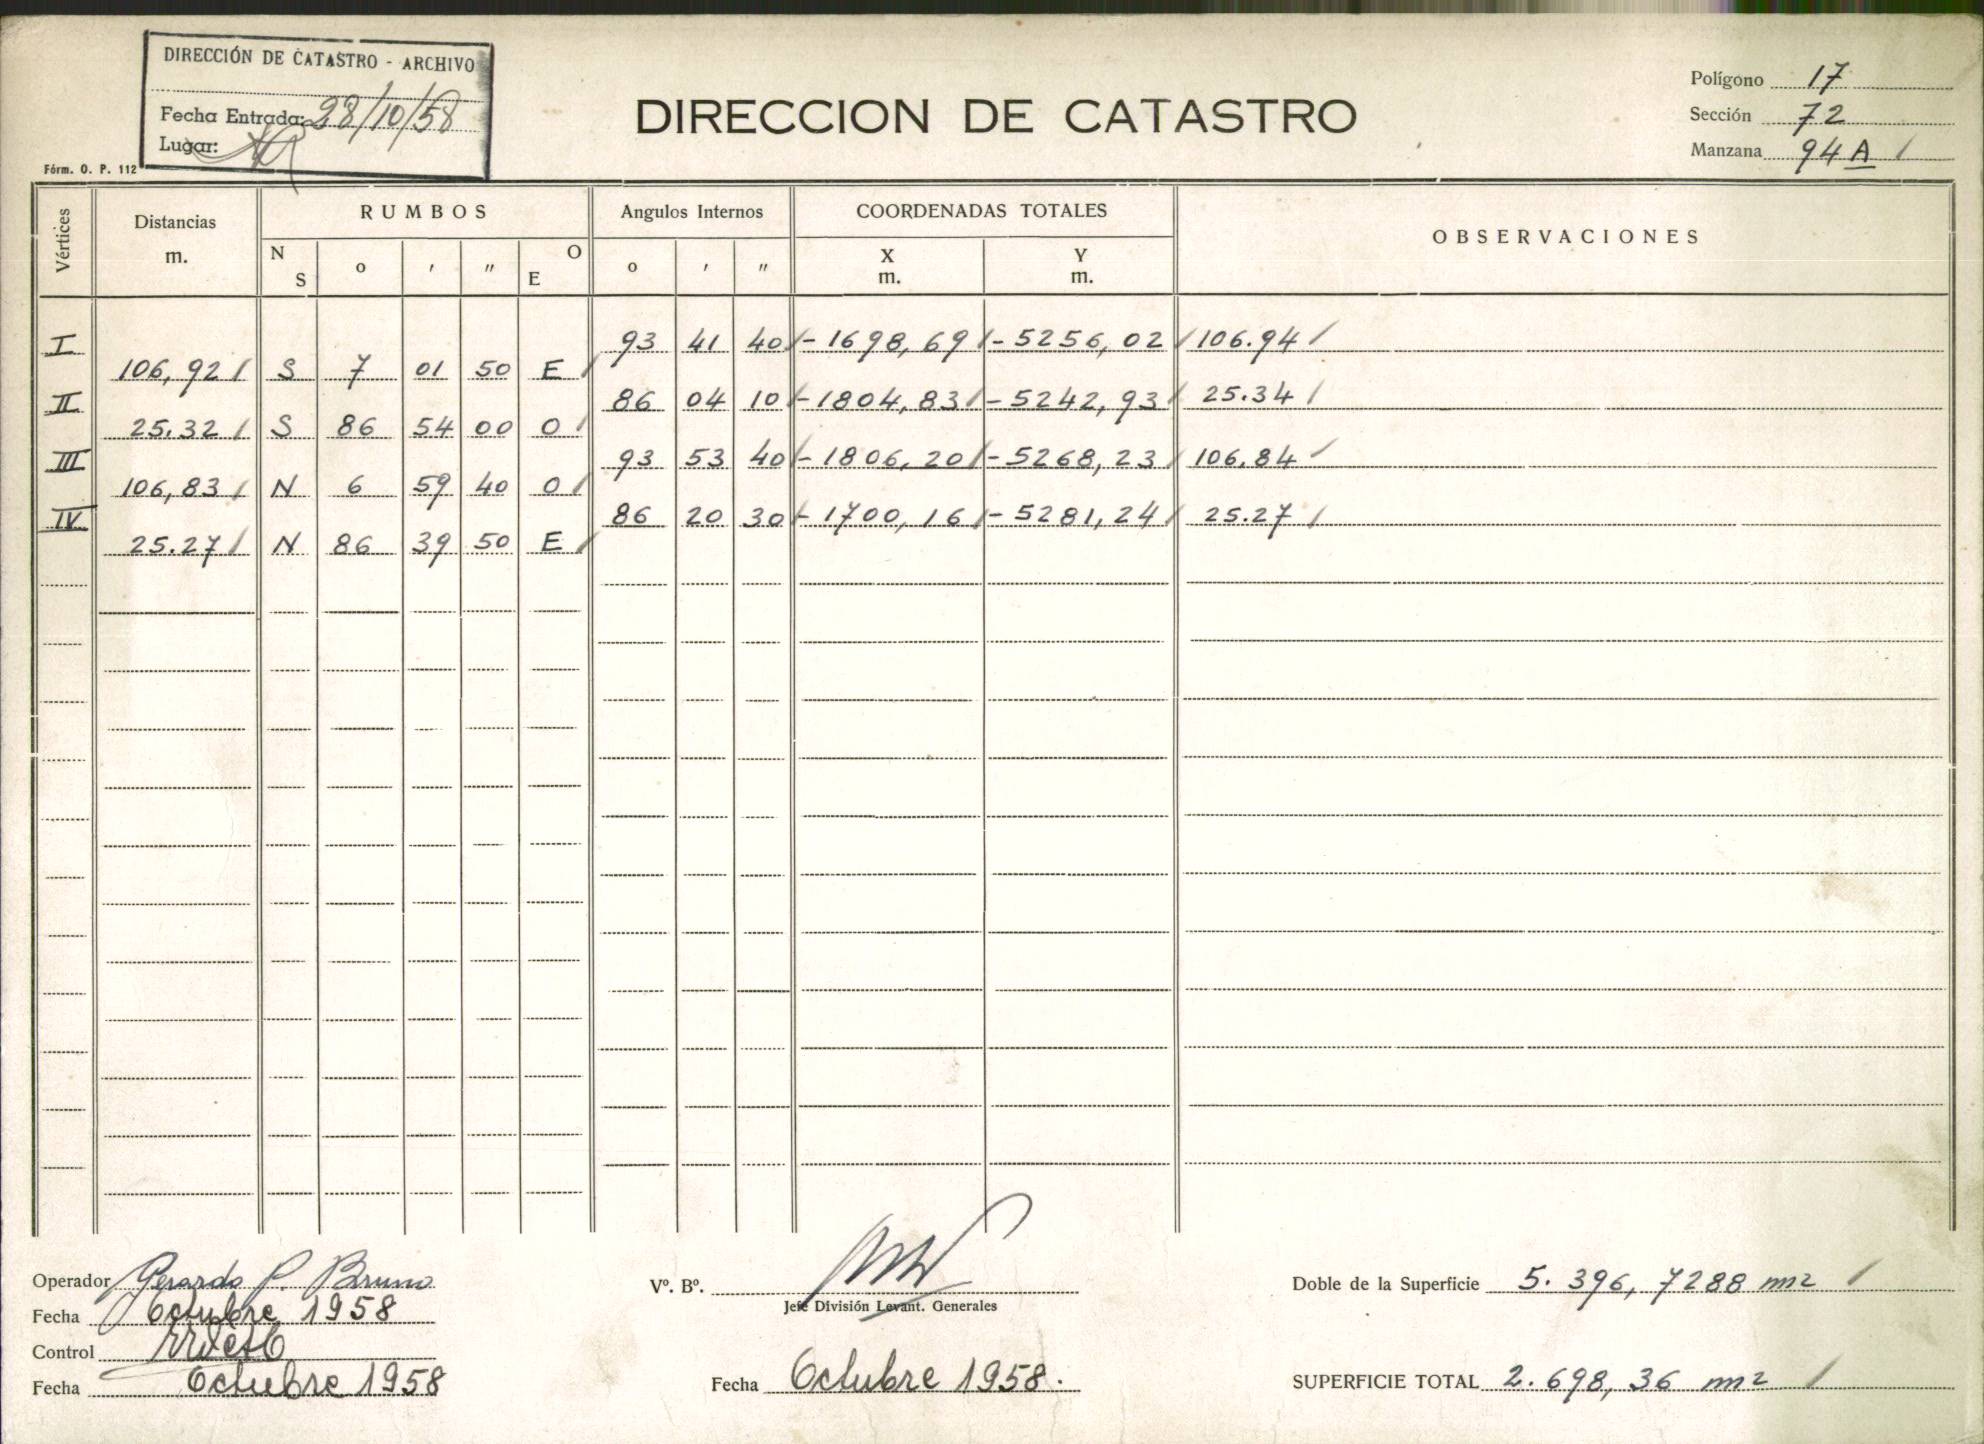 DIRECCIÓN DE CATASTRO - ARCHIVO
Fecha Entrada: 28/10/58
Lugar:
Fórm. O. P. 112
DIRECCION DE CATASTRO
Polígono 17
Sección 72
Manzana 94 A
Vértices Distancias m. RUMBOS Angulos Internos COORDENADAS TOTALES OBSERVACIONES
N S o ' " O E o ' " X m. Y m.
I 93 41 40 - 1698,69 - 5256,02 106.94
106,92 S 7 01 50 E
II 86 04 10 - 1804,83 - 5242,93 25.34
25.32 S 86 54 00 O
III 93 53 40 - 1806,20 - 5268,23 106.84
106,83 N 6 59 40 O
IV 86 20 30 - 1700,16 - 5281,24 25.27
25.27 N 86 39 50 E
Operador Gerardo P. Bruno
Fecha Octubre 1958
Control
Fecha Octubre 1958
Vº. Bº.
Jefe División Levant. Generales
Fecha Octubre 1958.
Doble de la Superficie 5.396,7288 m2
SUPERFICIE TOTAL 2.698,36 m2